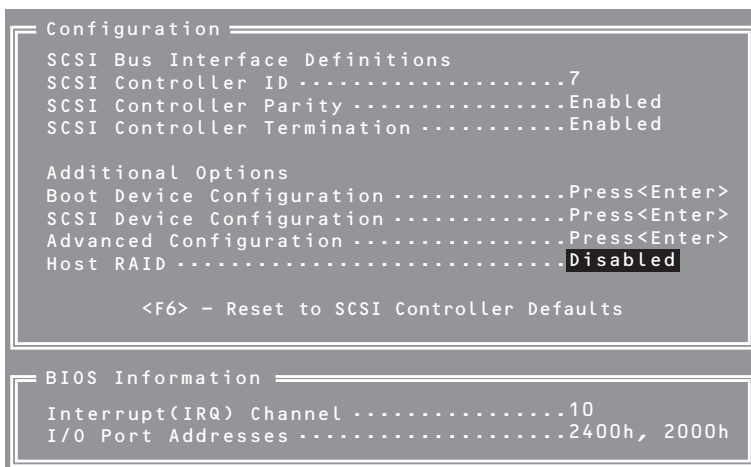 Configuration
SCSI Bus Interface Definitions
SCSI Controller ID ····················7
SCSI Controller Parity ················Enabled
SCSI Controller Termination ···········Enabled
Additional Options
Boot Device Configuration ·············Press<Enter>
SCSI Device Configuration ·············Press<Enter>
Advanced Configuration ················Press<Enter>
Host RAID ·····························Disabled
<F6> – Reset to SCSI Controller Defaults
BIOS Information
Interrupt(IRQ) Channel ················10
I/O Port Addresses ····················2400h, 2000h